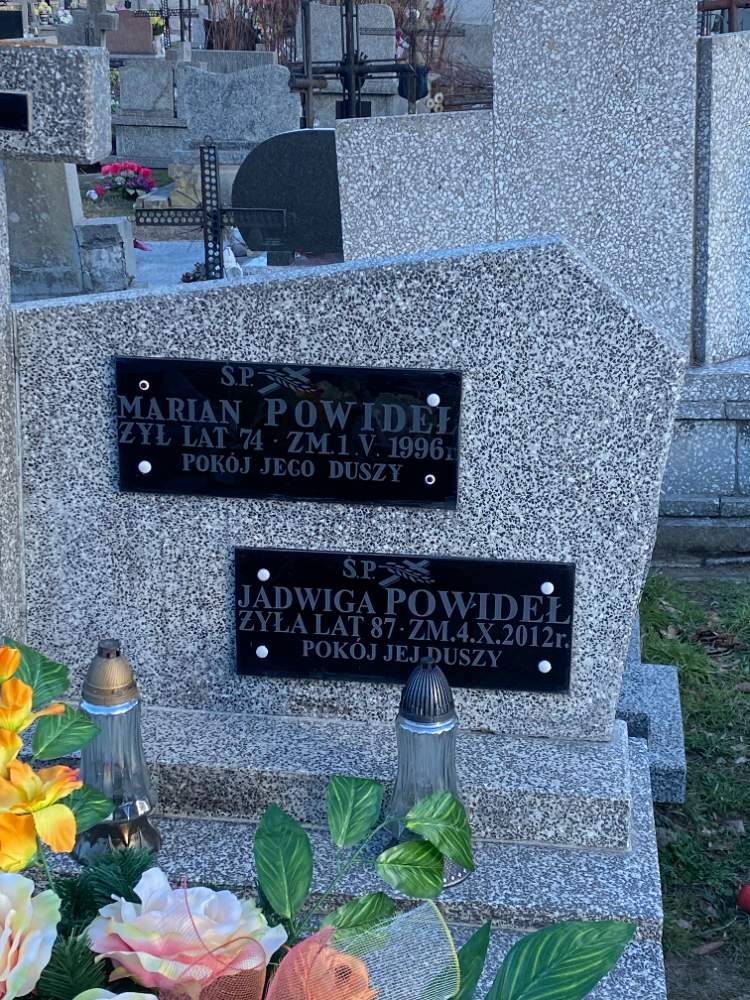 Ś.P.
MARIAN POWIDEŁ
ŻYŁ LAT 74 · ZM.1.V.1996r.
POKÓJ JEGO DUSZY
Ś.P.
JADWIGA POWIDEŁ
ŻYŁA LAT 87 · ZM.4.X.2012r.
POKÓJ JEJ DUSZY